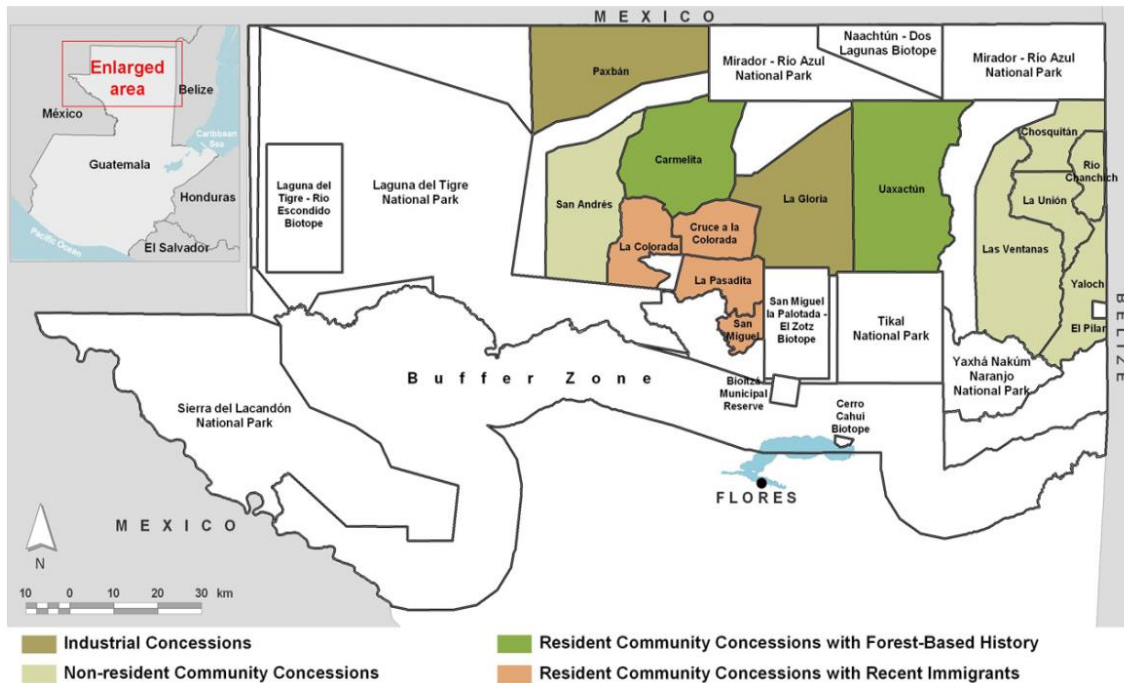 MEXICO
Enlarged
area
Belize
México
Caribbean
Sea
Guatemala
Honduras
Pacific Ocean
El Salvador
Paxbán
Mirador - Río Azul
National Park
Naachtún - Dos
Lagunas Biotope
Mirador - Río Azul
National Park
Laguna del
Tigre - Río
Escondido
Biotope
Laguna del Tigre
National Park
San Andrés
Carmelita
La Colorada
Cruce a la
Colorada
La Pasadita
San
Miguel
La Gloria
Uaxactún
Chosquitán
Río
Chanchich
La Unión
Las Ventanas
Yaloch
El Pilar
San Miguel
la Palotada -
El Zotz
Biotope
Tikal
National Park
Yaxhá Nakúm
Naranjo
National Park
BELIZE
Buffer Zone
Bioitzá
Municipal
Reserve
Cerro
Cahui
Biotope
Sierra del Lacandón
National Park
FLORES
MEXICO
N
10 0 10 20 30 km
Industrial Concessions
Non-resident Community Concessions
Resident Community Concessions with Forest-Based History
Resident Community Concessions with Recent Immigrants